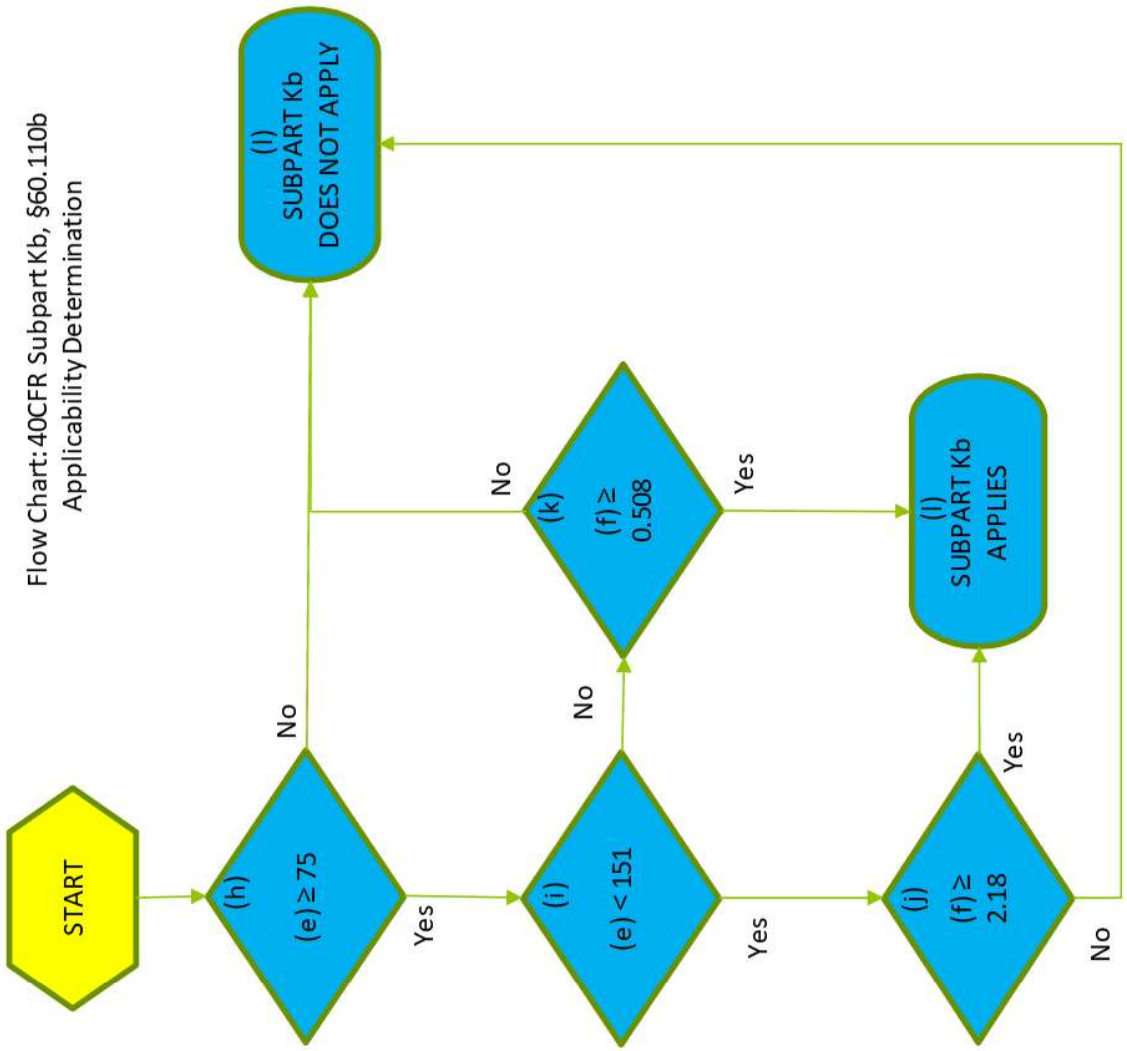 Flow Chart: 40CFR Subpart Kb, §60.110b
Applicability Determination
START
(h)
(e) ≥ 75
No
Yes
(l)
SUBPART Kb
DOES NOT APPLY
(i)
(e) < 151
No
Yes
(k)
(f) ≥
0.508
No
Yes
(j)
(f) ≥
2.18
Yes
No
(l)
SUBPART Kb
APPLIES